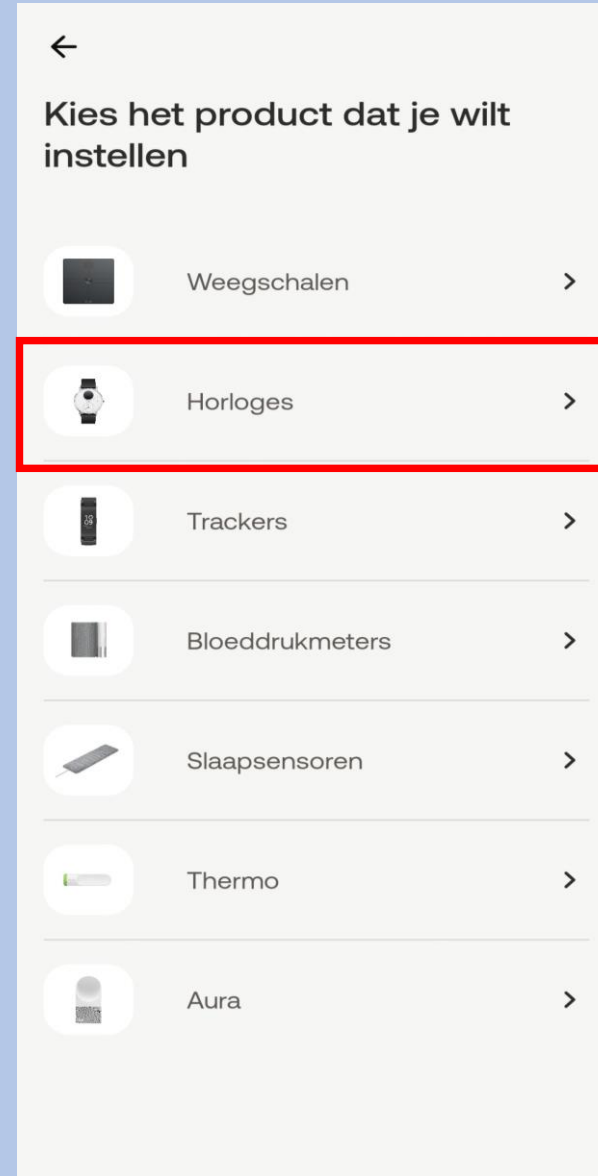 Kies het product dat je wilt
instellen
Weegschalen
Horloges
Trackers
Bloeddrukmeters
Slaapsensoren
Thermo
Aura